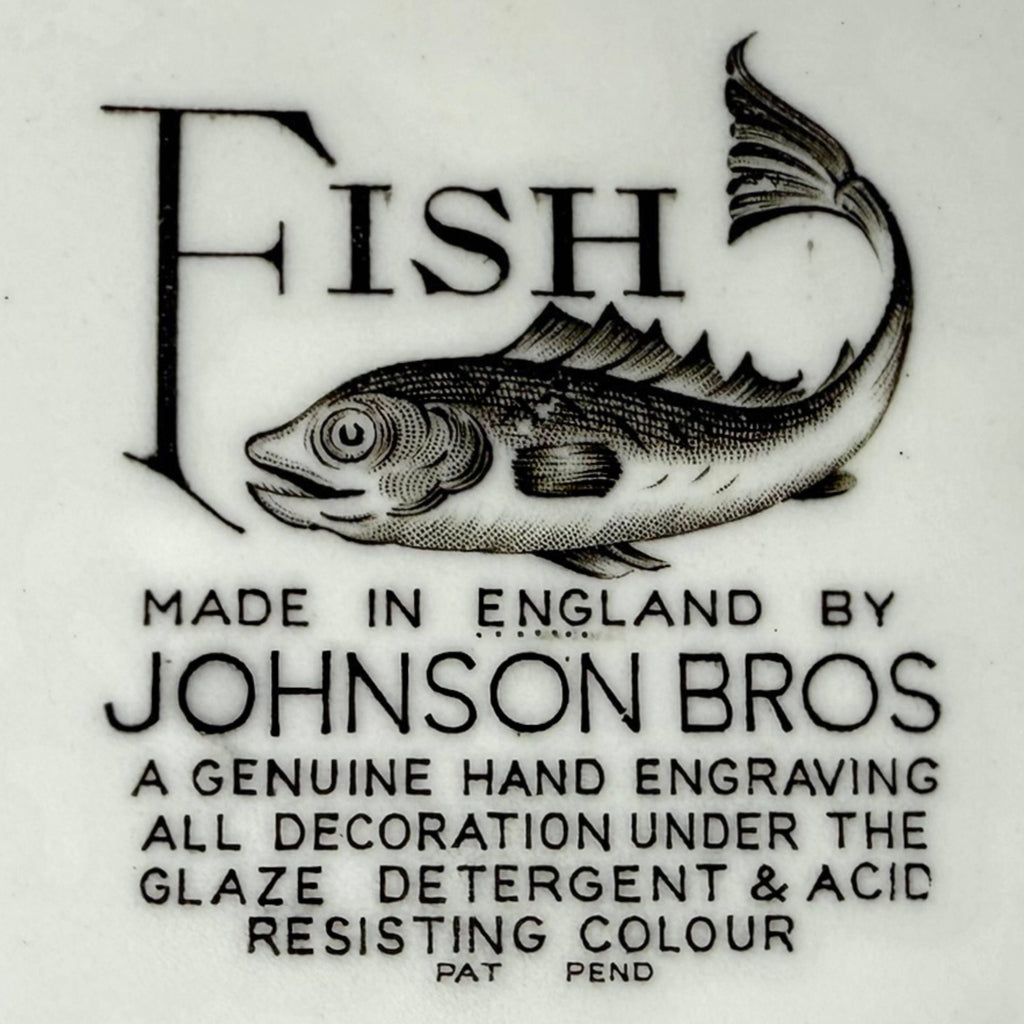 FISH
MADE IN ENGLAND BY
JOHNSON BROS
A GENUINE HAND ENGRAVING
ALL DECORATION UNDER THE
GLAZE DETERGENT & ACID
RESISTING COLOUR
PAT PEND